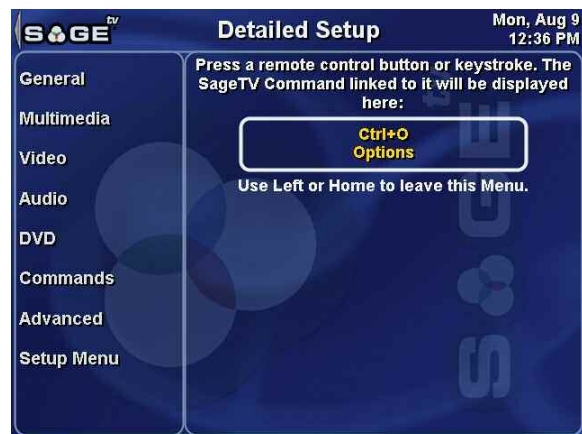 SAGE tv
Detailed Setup
Mon, Aug 9
12:36 PM
General
Multimedia
Video
Audio
DVD
Commands
Advanced
Setup Menu
Press a remote control button or keystroke. The
SageTV Command linked to it will be displayed
here:
Ctrl+O
Options
Use Left or Home to leave this Menu.
SAGE tv